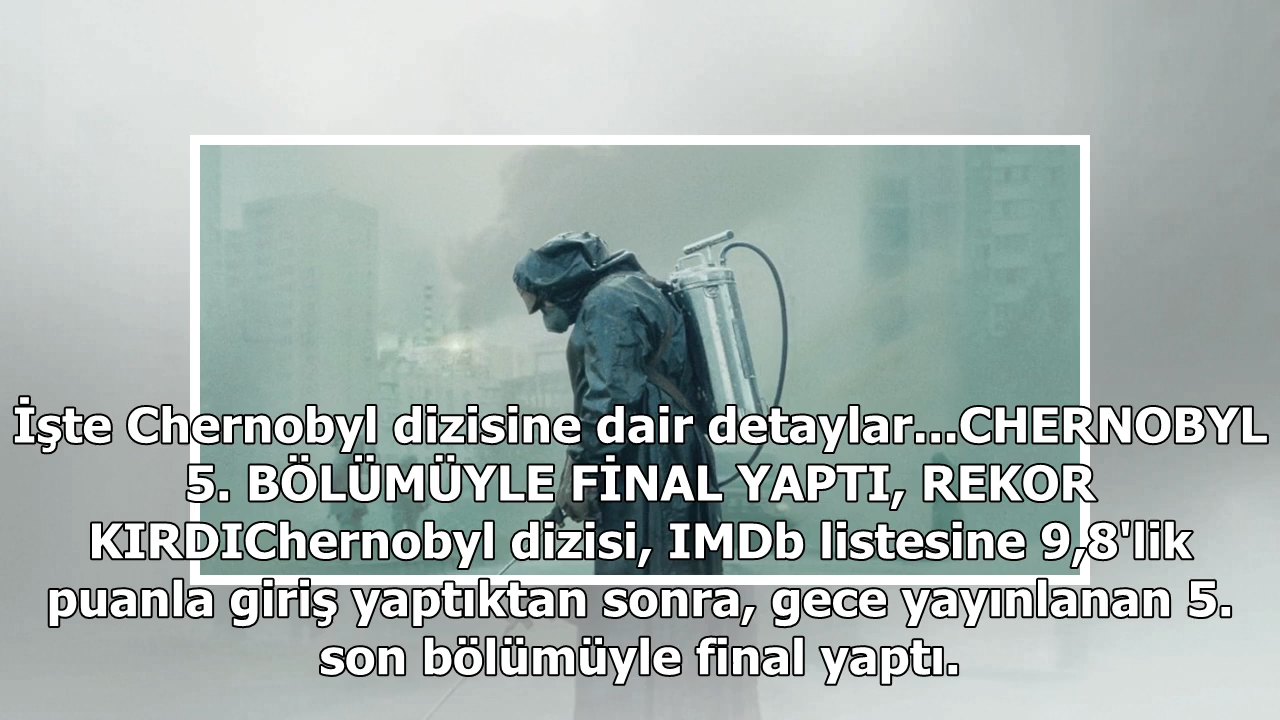 İşte Chernobyl dizisine dair detaylar...CHERNOBYL
5. BÖLÜMÜYLE FİNAL YAPTI, REKOR
KIRDIChernobyl dizisi, IMDb listesine 9,8'lik
puanla giriş yaptıktan sonra, gece yayınlanan 5.
son bölümüyle final yaptı.